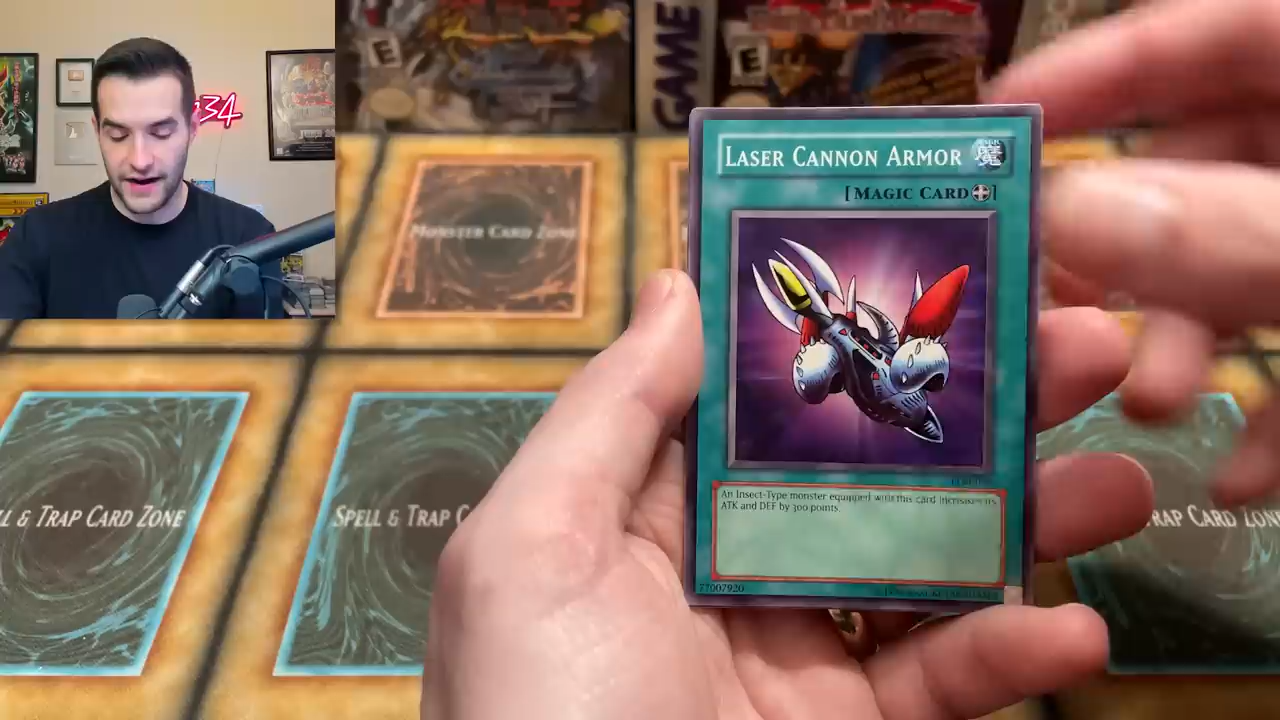 E
GAME
E
34
MONSTER CARD ZONE
LASER CANNON ARMOR 魔
[MAGIC CARD]
An Insect-Type monster equipped with this card increases its
ATK and DEF by 300 points.
77007920
& TRAP CARD ZONE
SPELL & TRAP C
RAP CARD ZONE